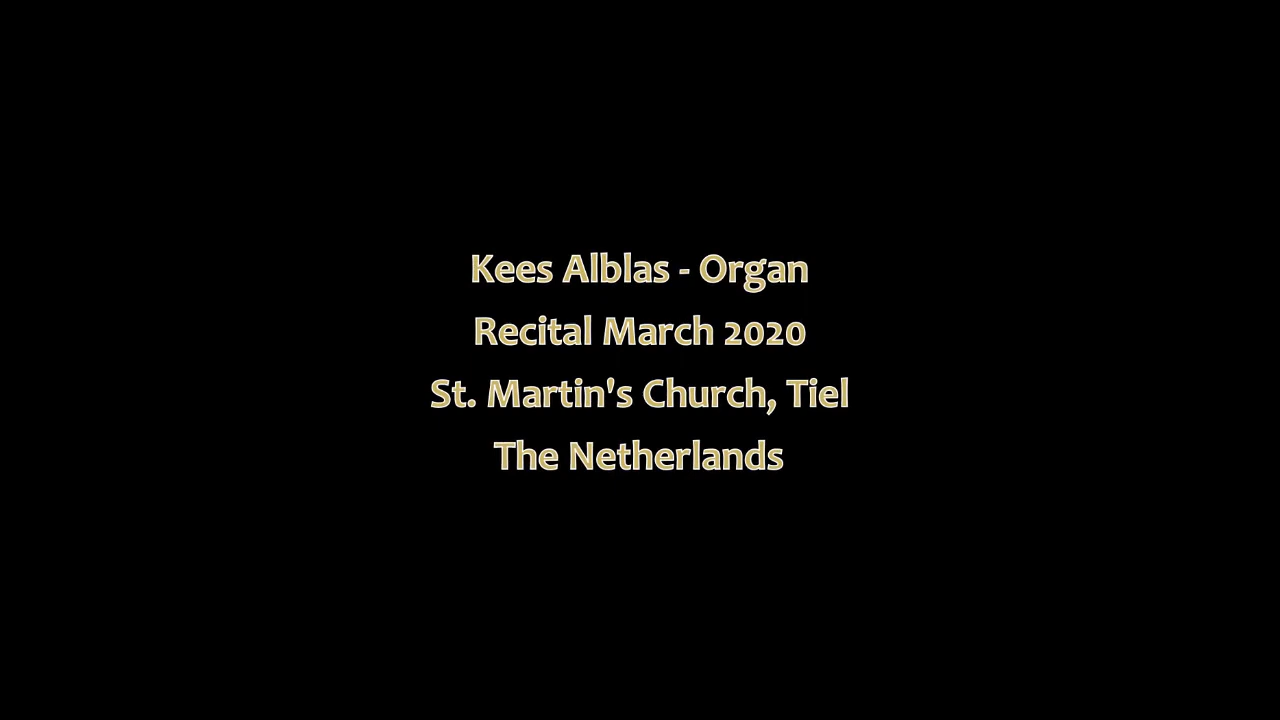 Kees Alblas - Organ
Recital March 2020
St. Martin's Church, Tiel
The Netherlands